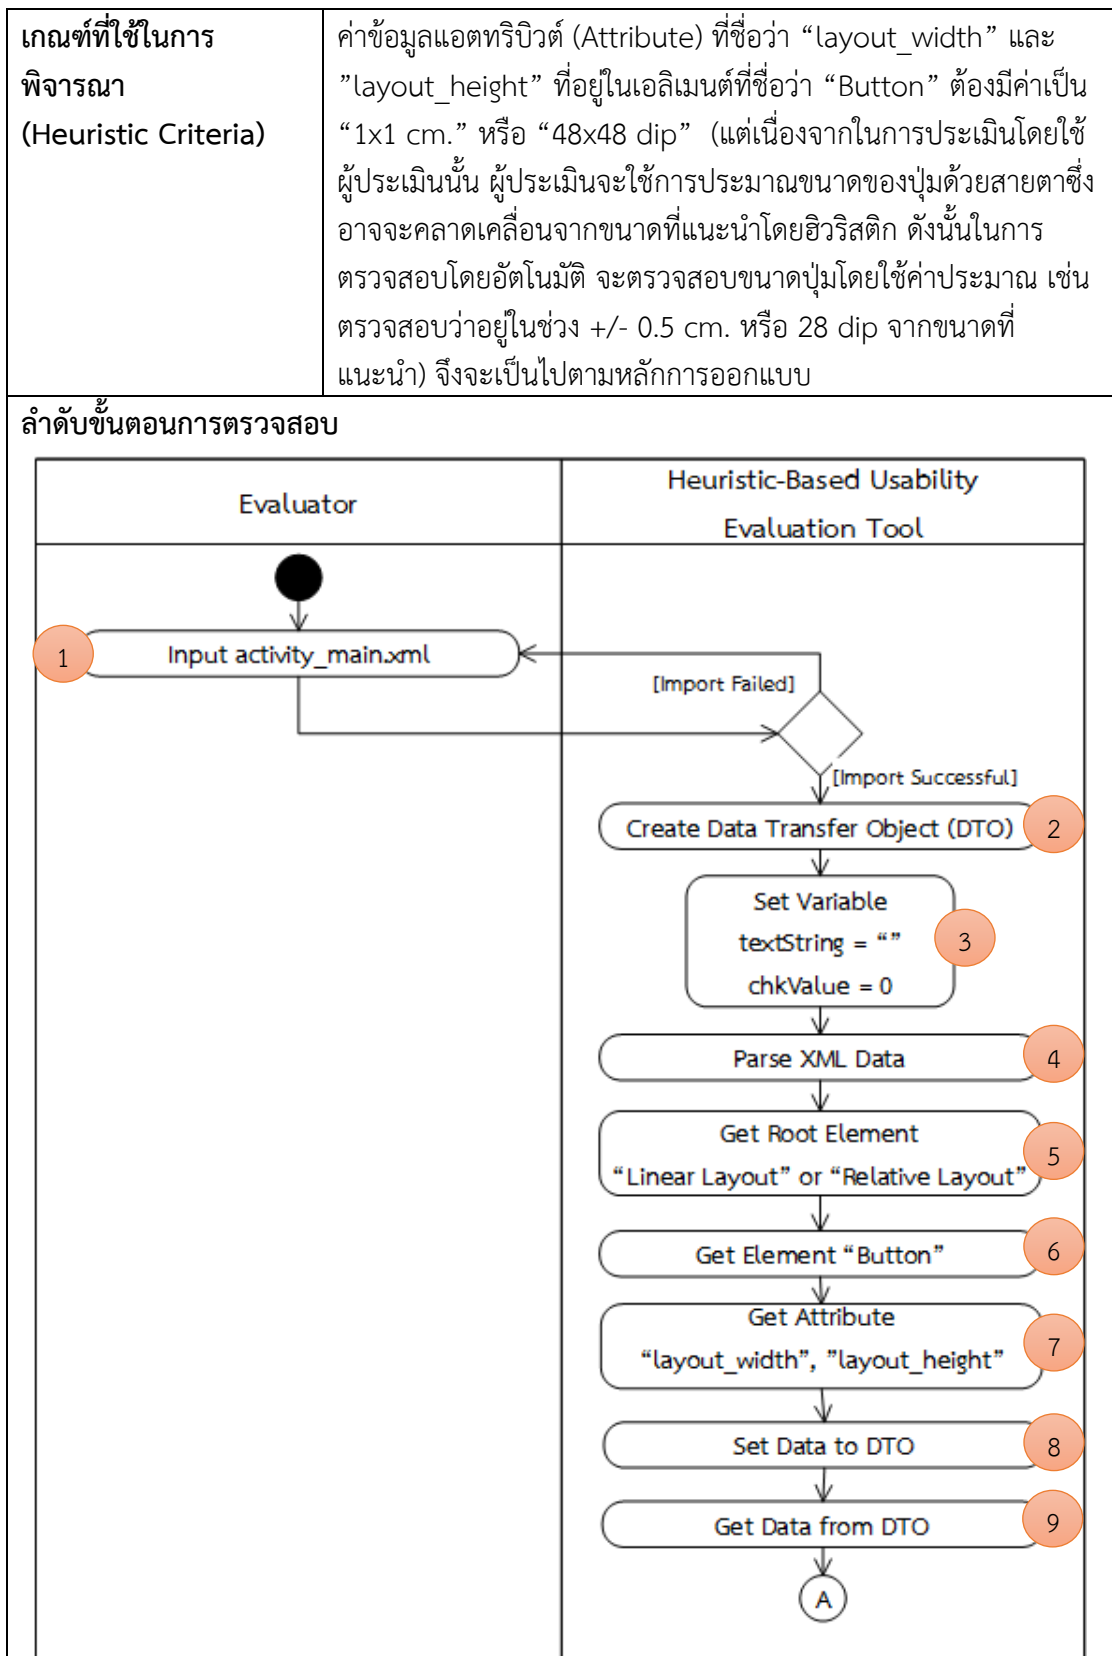 เกณฑ์ที่ใช้ในการ
พิจารณา
(Heuristic Criteria)
ค่าข้อมูลแอตทริบิวต์ (Attribute) ที่ชื่อว่า “layout_width” และ
”layout_height” ที่อยู่ในเอลิเมนต์ที่ชื่อว่า “Button” ต้องมีค่าเป็น
“1x1 cm.” หรือ “48x48 dip” (แต่เนื่องจากในการประเมินโดยใช้
ผู้ประเมินนั้น ผู้ประเมินจะใช้การประมาณขนาดของปุ่มด้วยสายตาซึ่ง
อาจจะคลาดเคลื่อนจากขนาดที่แนะนำโดยฮิวริสติก ดังนั้นในการ
ตรวจสอบโดยอัตโนมัติ จะตรวจสอบขนาดปุ่มโดยใช้ค่าประมาณ เช่น
ตรวจสอบว่าอยู่ในช่วง +/- 0.5 cm. หรือ 28 dip จากขนาดที่
แนะนำ) จึงจะเป็นไปตามหลักการออกแบบ
ลำดับขั้นตอนการตรวจสอบ
Evaluator
Heuristic-Based Usability
Evaluation Tool
1
Input activity_main.xml
[Import Failed]
[Import Successful]
Create Data Transfer Object (DTO)
2
Set Variable
textString = “”
chkValue = 0
3
Parse XML Data
4
Get Root Element
“Linear Layout” or “Relative Layout”
5
Get Element “Button”
6
Get Attribute
“layout_width”, ”layout_height”
7
Set Data to DTO
8
Get Data from DTO
9
A